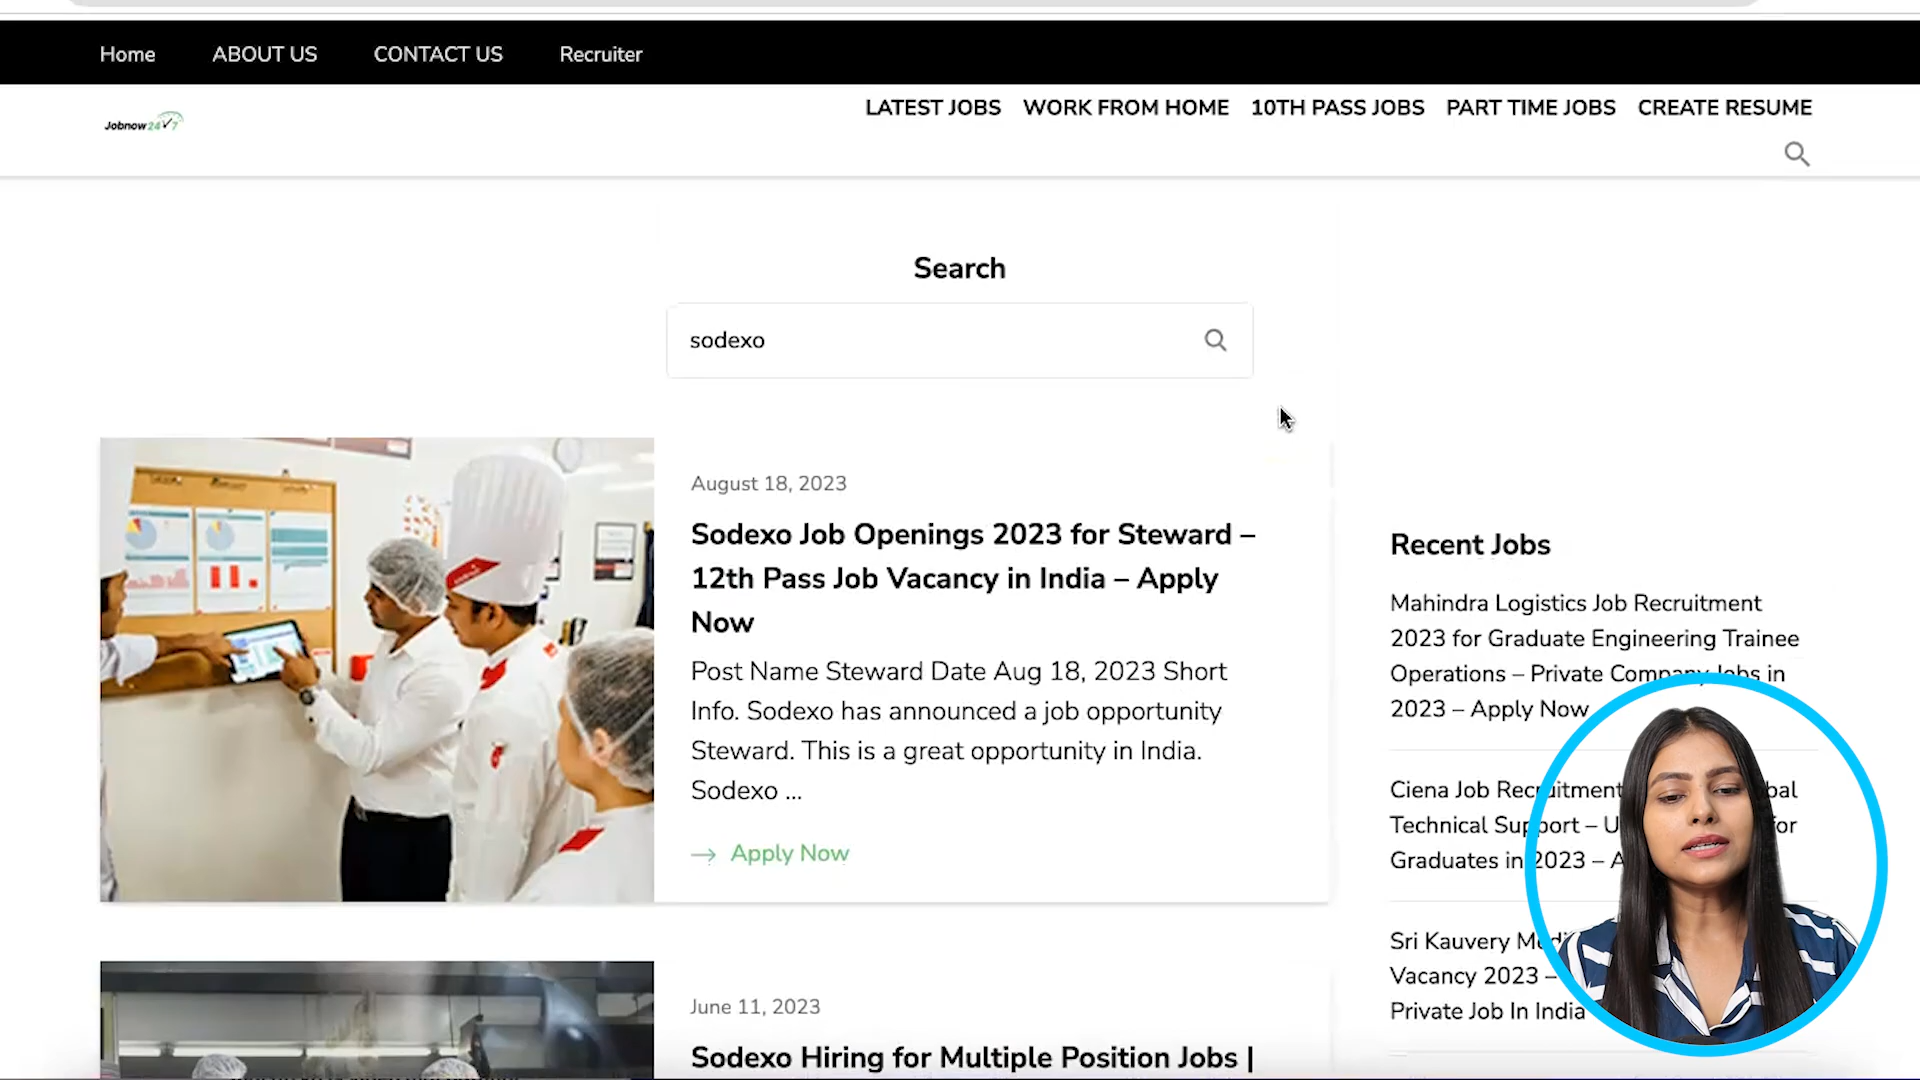 Home ABOUT US CONTACT US Recruiter
Jobnow 24 7
LATEST JOBS WORK FROM HOME 10TH PASS JOBS PART TIME JOBS CREATE RESUME
Search
sodexo
August 18, 2023
Sodexo Job Openings 2023 for Steward –
12th Pass Job Vacancy in India – Apply
Now
Post Name Steward Date Aug 18, 2023 Short
Info. Sodexo has announced a job opportunity
Steward. This is a great opportunity in India.
Sodexo ...
→ Apply Now
June 11, 2023
Sodexo Hiring for Multiple Position Jobs |
Recent Jobs
Mahindra Logistics Job Recruitment
2023 for Graduate Engineering Trainee
Operations – Private Company Jobs in
2023 – Apply Now
Ciena Job Recruitment
Technical Support – for
Graduates in 2023 –
Sri Kauvery
Vacancy 2023 –
Private Job In India